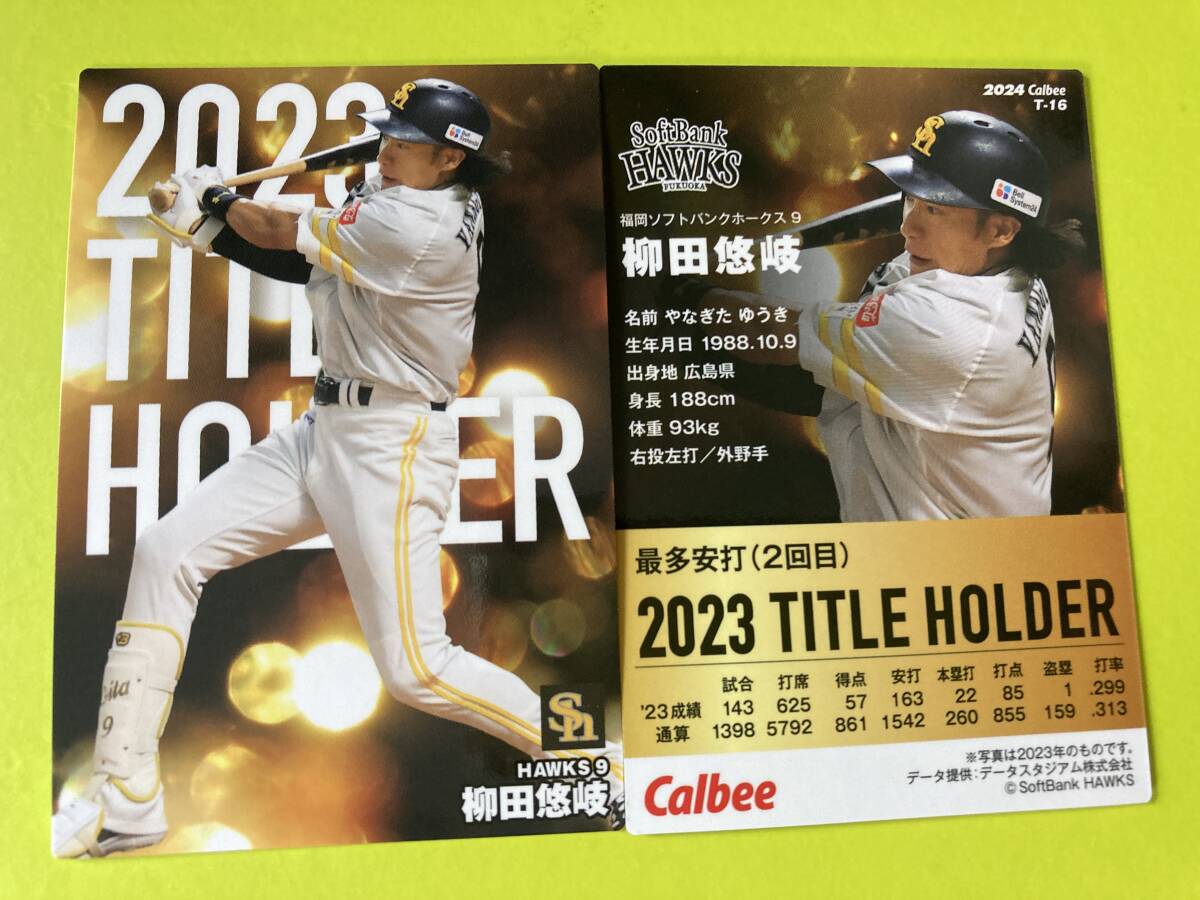 2023
TITLE
HOLDER
Bell
System24
9
HAWKS 9
柳田悠岐
2024 Calbee
T-16
SoftBank
HAWKS
FUKUOKA
Bell
System24
福岡ソフトバンクホークス 9
柳田悠岐
名前 やなぎた ゆうき
生年月日 1988.10.9
出身地 広島県
身長 188cm
体重 93kg
右投左打／外野手
最多安打(2回目)
2023 TITLE HOLDER
試合 打席 得点 安打 本塁打 打点 盗塁 打率
'23成績 143 625 57 163 22 85 1 .299
通算 1398 5792 861 1542 260 855 159 .313
※写真は2023年のものです。
データ提供:データスタジアム株式会社
© SoftBank HAWKS
Calbee